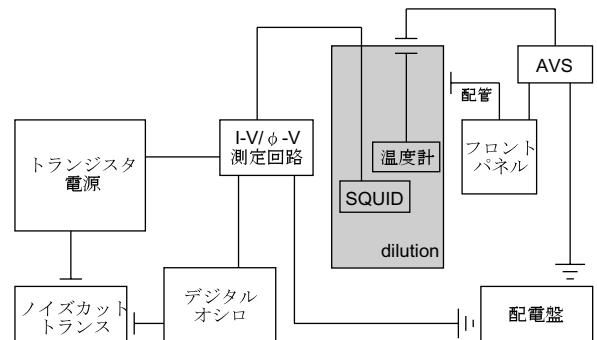 AVS
配管
I-V/φ-V
測定回路
トランジスタ
電源
温度計
フロント
パネル
SQUID
dilution
デジタル
オシロ
ノイズカット
トランス
配電盤